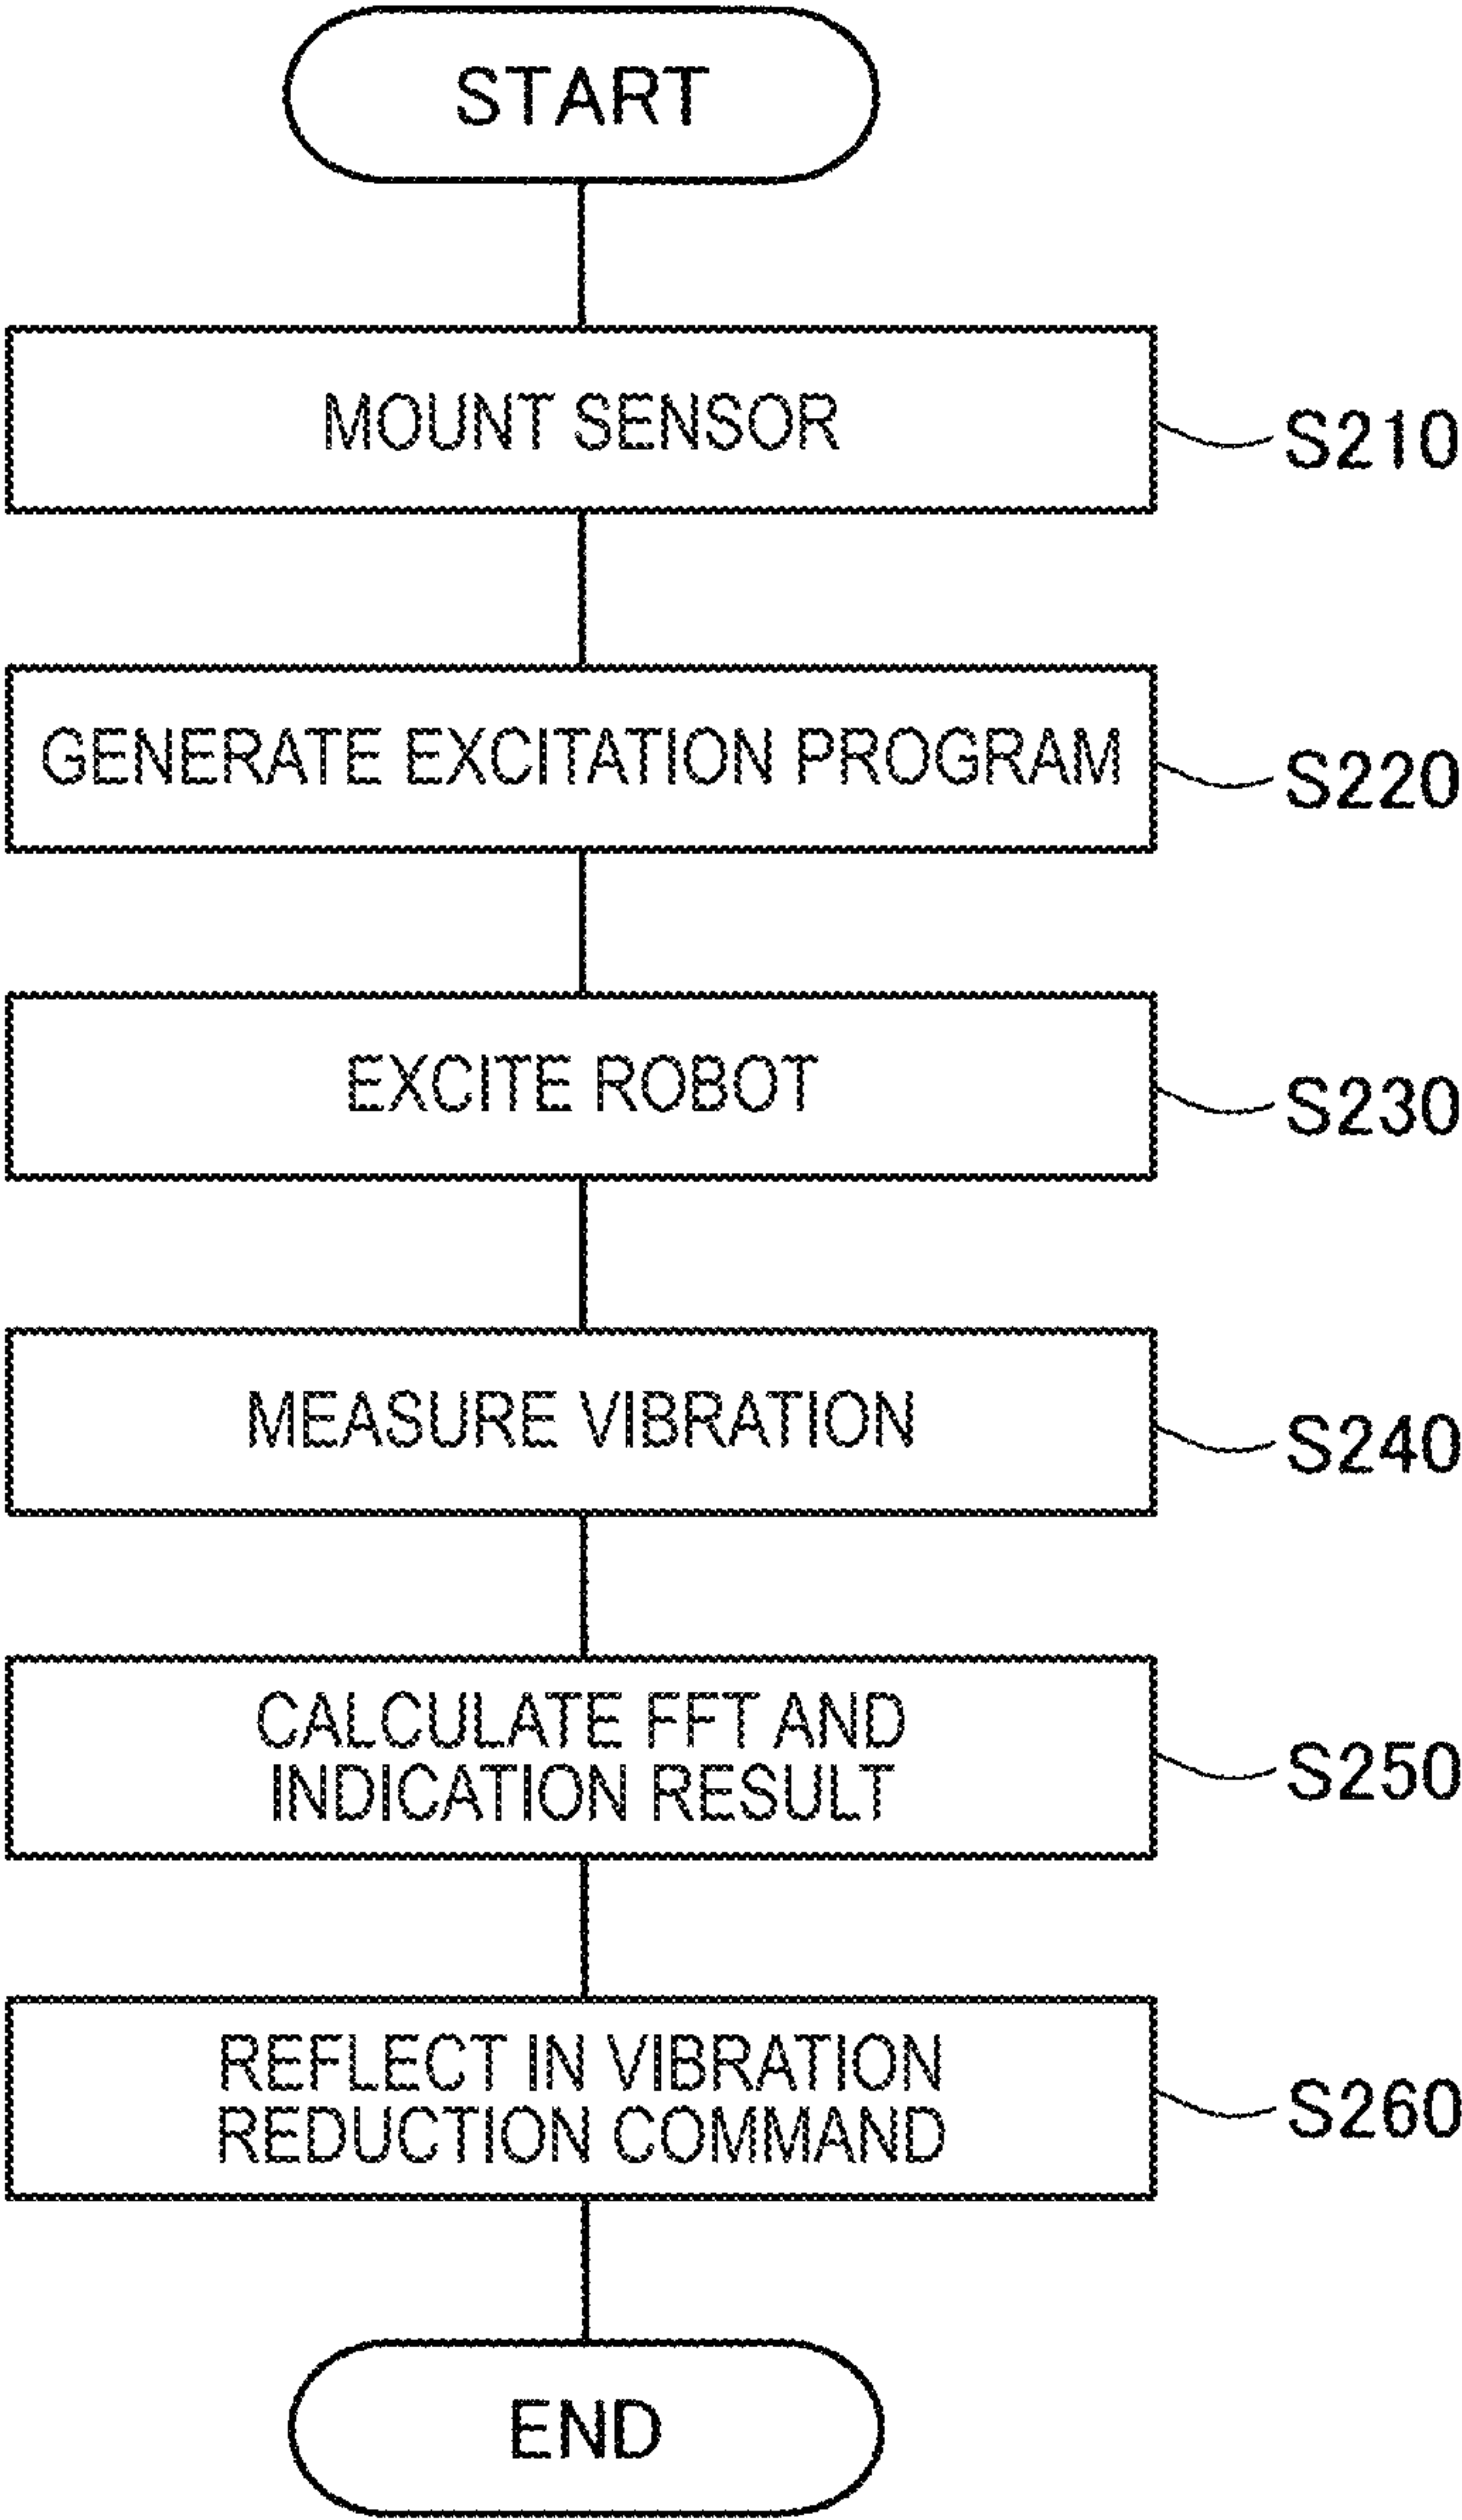 START
MOUNT SENSOR
S210
GENERATE EXCITATION PROGRAM
S220
EXCITE ROBOT
S230
MEASURE VIBRATION
S240
CALCULATE FFT AND
INDICATION RESULT
S250
REFLECT IN VIBRATION
REDUCTION COMMAND
S260
END